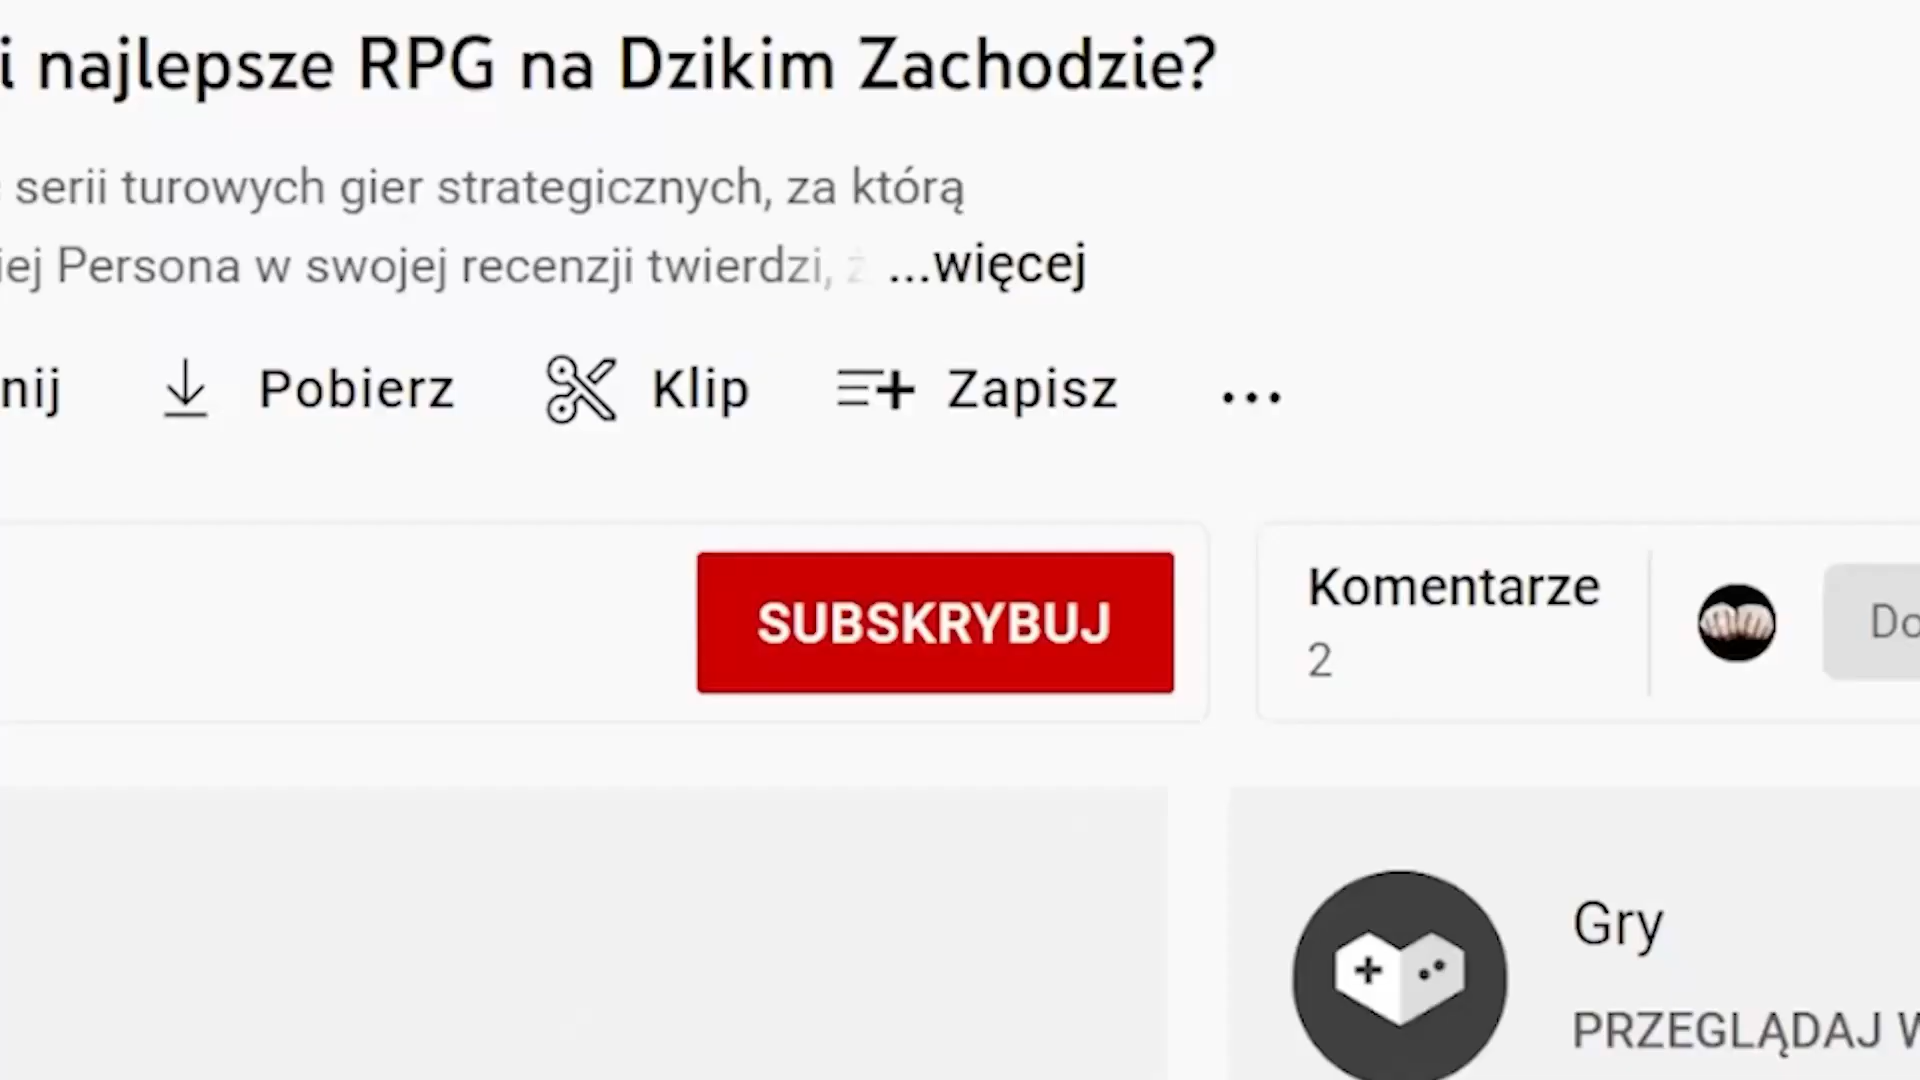 i najlepsze RPG na Dzikim Zachodzie?
serii turowych gier strategicznych, za którą
iej Persona w swojej recenzji twierdzi, ...więcej
nij Pobierz Klip Zapisz ...
SUBSKRYBUJ
Komentarze
2
Do
Gry
PRZEGLĄDAJ W